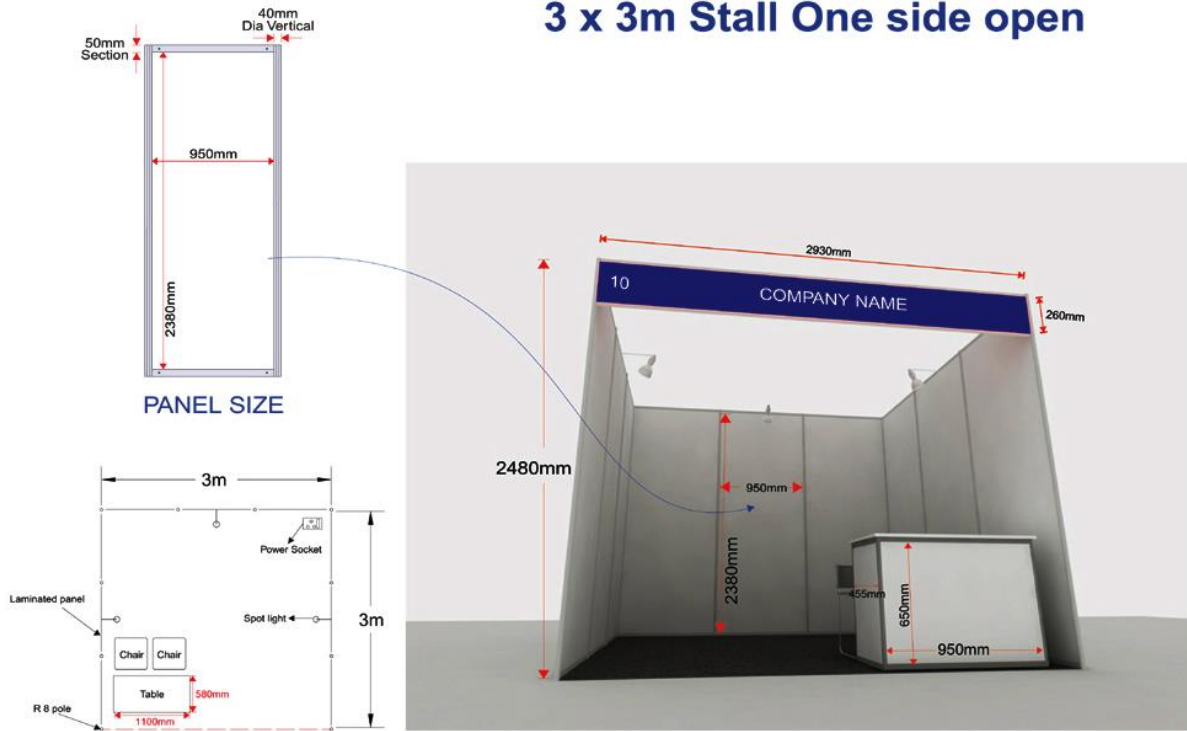 3 x 3m Stall One side open
40mm
Dia Vertical
50mm
Section
950mm
2380mm
PANEL SIZE
2930mm
10
COMPANY NAME
260mm
2480mm
950mm
2380mm
455mm
650mm
950mm
3m
Power Socket
Laminated panel
Spot light
3m
Chair
Chair
Table
580mm
R 8 pole
1100mm